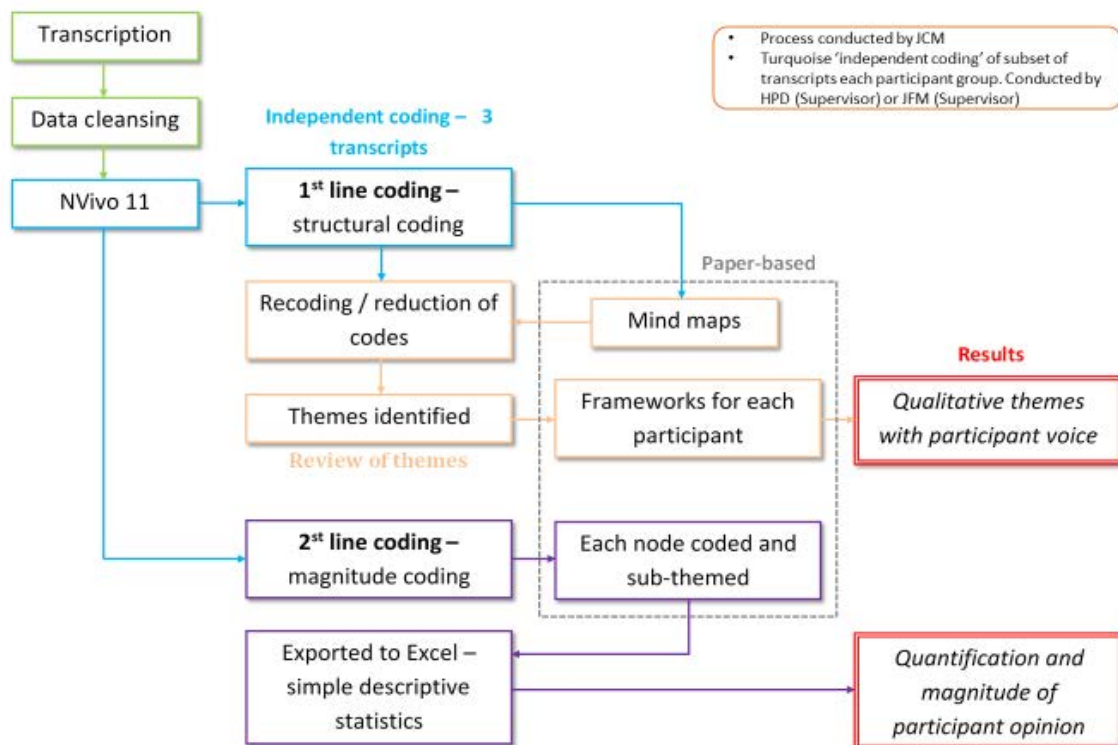 Transcription
• Process conducted by JCM
• Turquoise 'independent coding' of subset of
transcripts each participant group. Conducted by
HPD (Supervisor) or JFM (Supervisor)
Data cleansing
Independent coding – 3
transcripts
NVivo 11
1st line coding –
structural coding
Paper-based
Recoding / reduction of
codes
Mind maps
Results
Themes identified
Review of themes
Frameworks for each
participant
Qualitative themes
with participant voice
2st line coding –
magnitude coding
Each node coded and
sub-themed
Exported to Excel –
simple descriptive
statistics
Quantification and
magnitude of
participant opinion